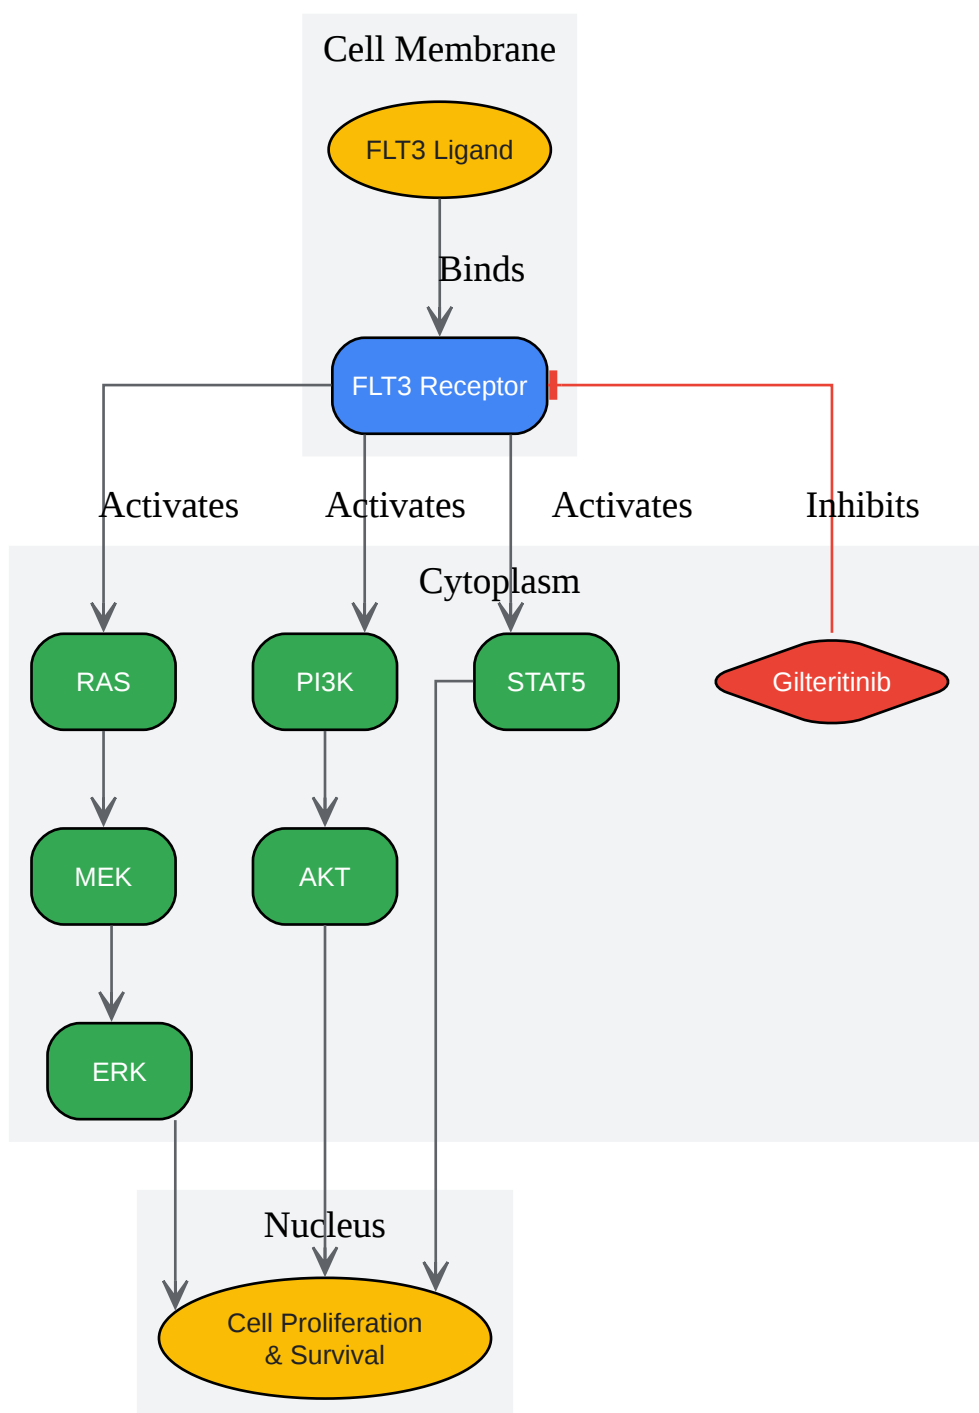 Cell Membrane
FLT3 Ligand
Binds
FLT3 Receptor
Activates
Activates
Activates
Inhibits
Cytoplasm
RAS
PI3K
STAT5
Gilteritinib
MEK
AKT
ERK
Nucleus
Cell Proliferation
& Survival